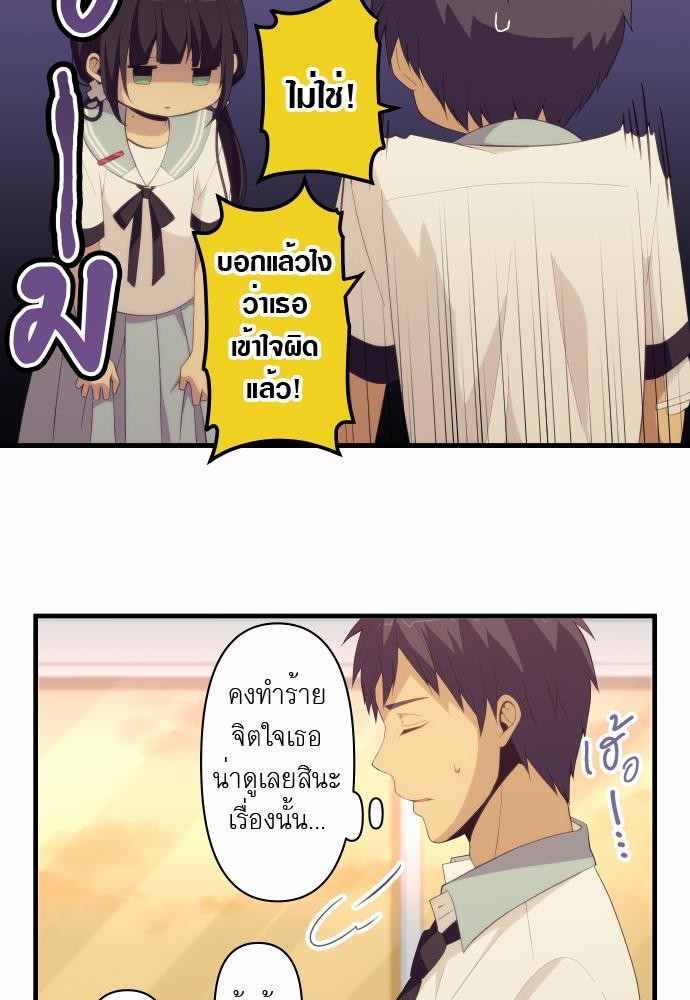 ไม่ใช่!
บอกแล้วไง
ว่าเธอ
เข้าใจผิด
แล้ว!
คงทำร้าย
จิตใจเธอ
น่าดูเลยสินะ
เรื่องนั้น...
เฮ้อ!...